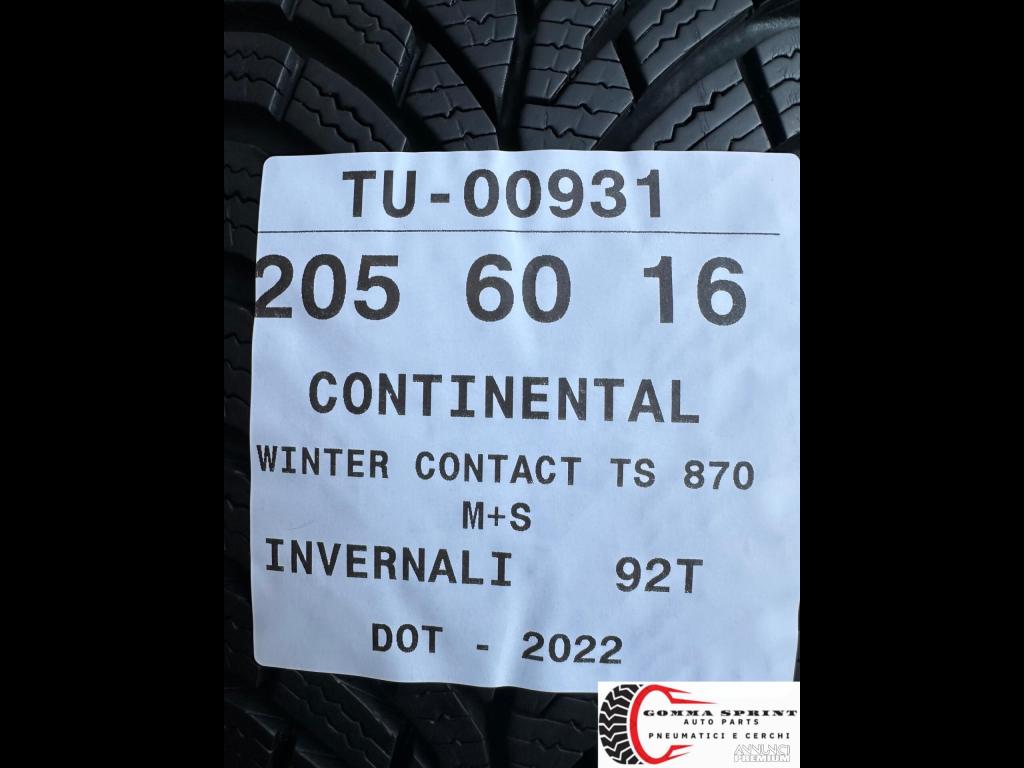 TU-00931
205 60 16
CONTINENTAL
WINTER CONTACT TS 870
M+S
INVERNALI 92T
DOT - 2022
GOMMA SPRINT
AUTO PARTS
PNEUMATICI E CERCHI
ANNUNCI
PREMIUM